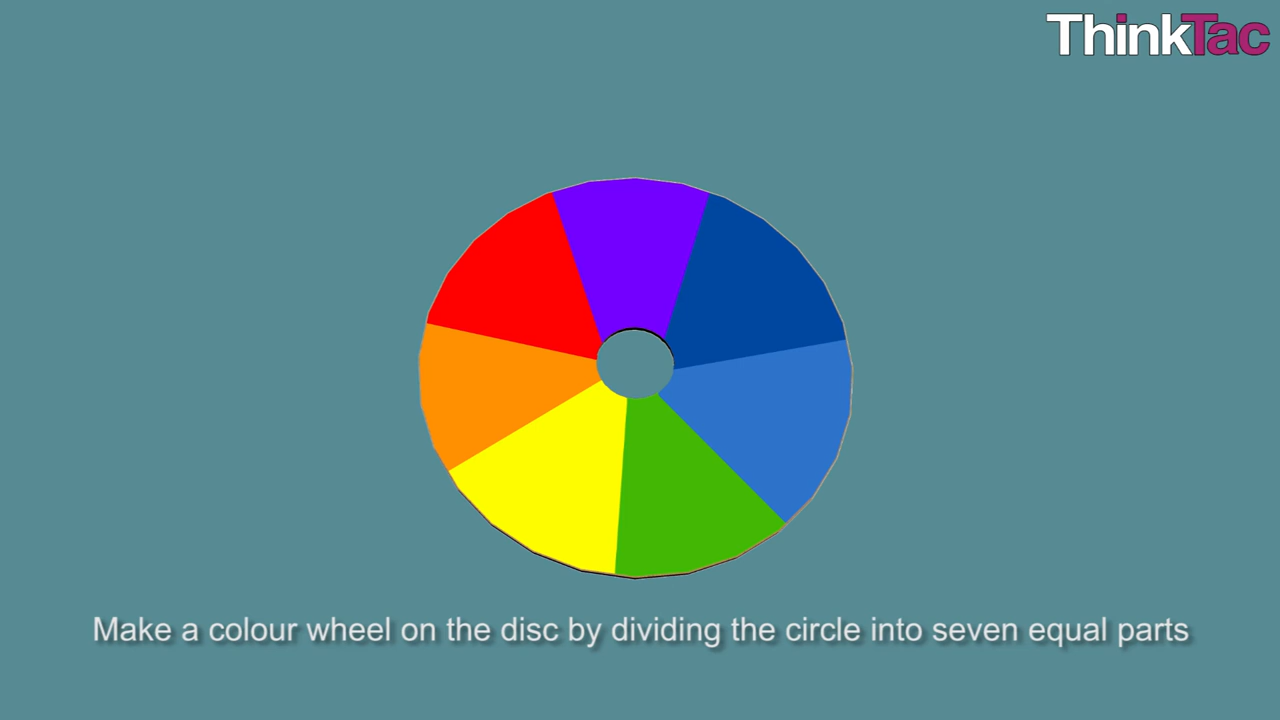 ThinkTac
Make a colour wheel on the disc by dividing the circle into seven equal parts